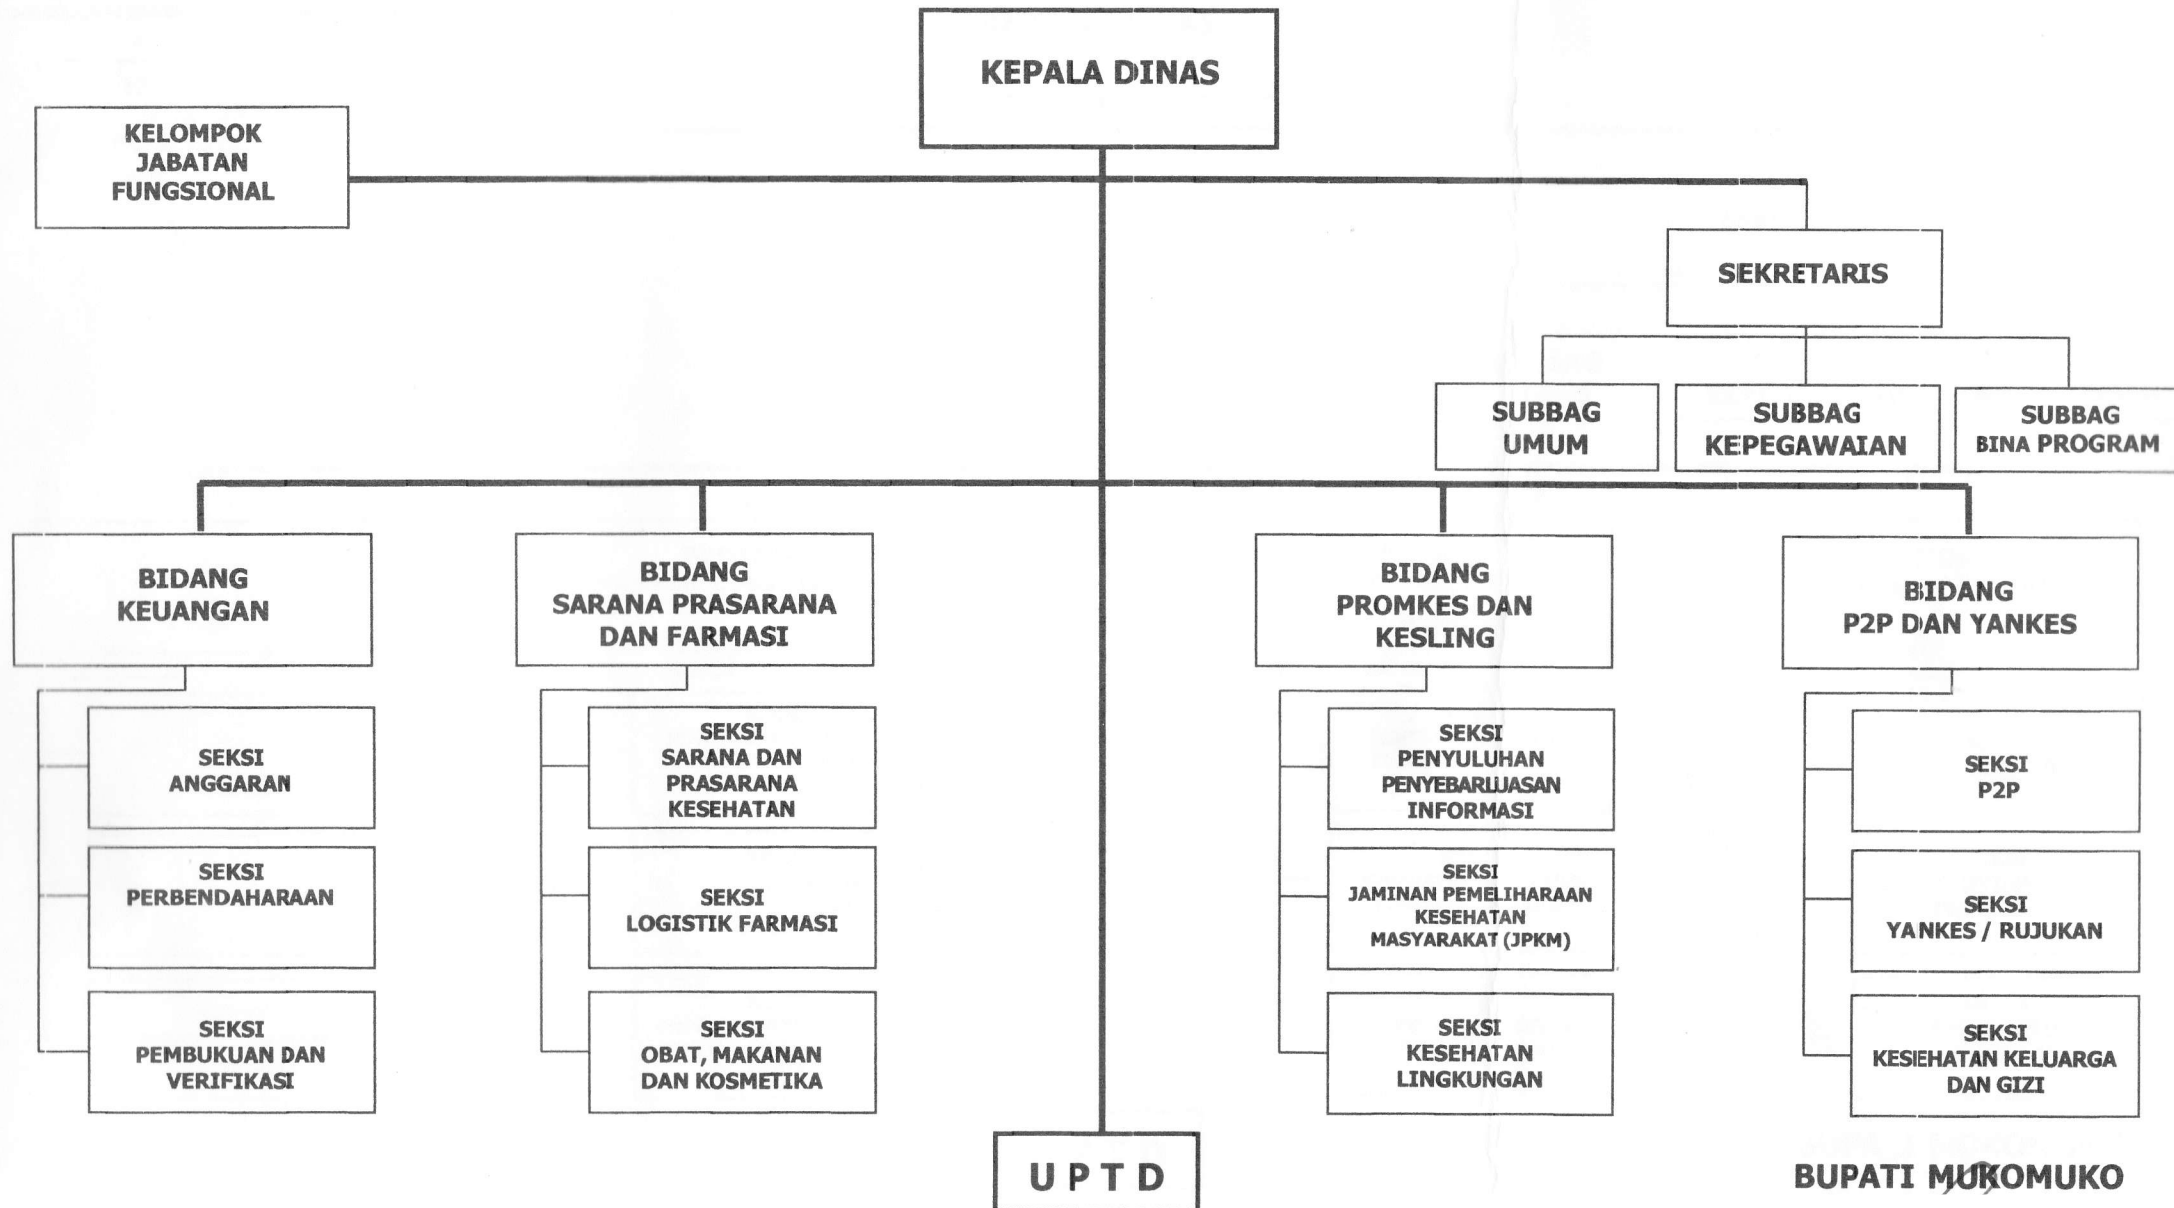 KEPALA DINAS
KELOMPOK
JABATAN
FUNGSIONAL
SEKRETARIS
SUBBAG
UMUM
SUBBAG
KEPEGAWAIAN
SUBBAG
BINA PROGRAM
BIDANG
KEUANGAN
BIDANG
SARANA PRASARANA
DAN FARMASI
BIDANG
PROMKES DAN
KESLING
BIDANG
P2P DAN YANKES
SEKSI
ANGGARAN
SEKSI
PERBENDAHARAAN
SEKSI
PEMBUKUAN DAN
VERIFIKASI
SEKSI
SARANA DAN
PRASARANA
KESEHATAN
SEKSI
LOGISTIK FARMASI
SEKSI
OBAT, MAKANAN
DAN KOSMETIKA
SEKSI
PENYULUHAN
PENYEBARLUASAN
INFORMASI
SEKSI
JAMINAN PEMELIHARAAN
KESEHATAN
MASYARAKAT (JPKM)
SEKSI
KESEHATAN
LINGKUNGAN
SEKSI
P2P
SEKSI
YANKES / RUJUKAN
SEKSI
KESEHATAN KELUARGA
DAN GIZI
U P T D
BUPATI MUKOMUKO